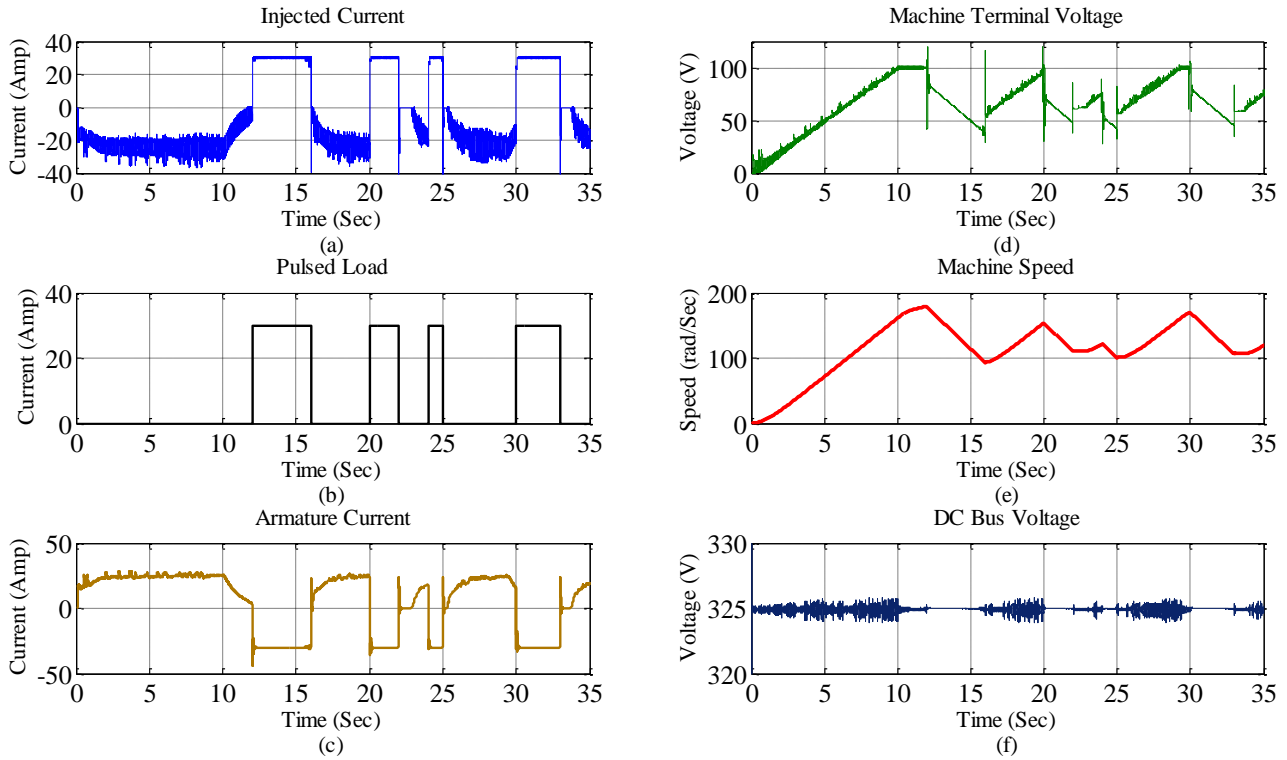 Injected Current
Current (Amp)
40
20
0
-20
-40
0 5 10 15 20 25 30 35
Time (Sec)
(a)
Pulsed Load
Current (Amp)
40
20
0
0 5 10 15 20 25 30 35
Time (Sec)
(b)
Armature Current
Current (Amp)
50
0
-50
0 5 10 15 20 25 30 35
Time (Sec)
(c)
Machine Terminal Voltage
Voltage (V)
100
50
0
0 5 10 15 20 25 30 35
Time (Sec)
(d)
Machine Speed
Speed (rad/Sec)
200
100
0
0 5 10 15 20 25 30 35
Time (Sec)
(e)
DC Bus Voltage
Voltage (V)
330
325
320
0 5 10 15 20 25 30 35
Time (Sec)
(f)